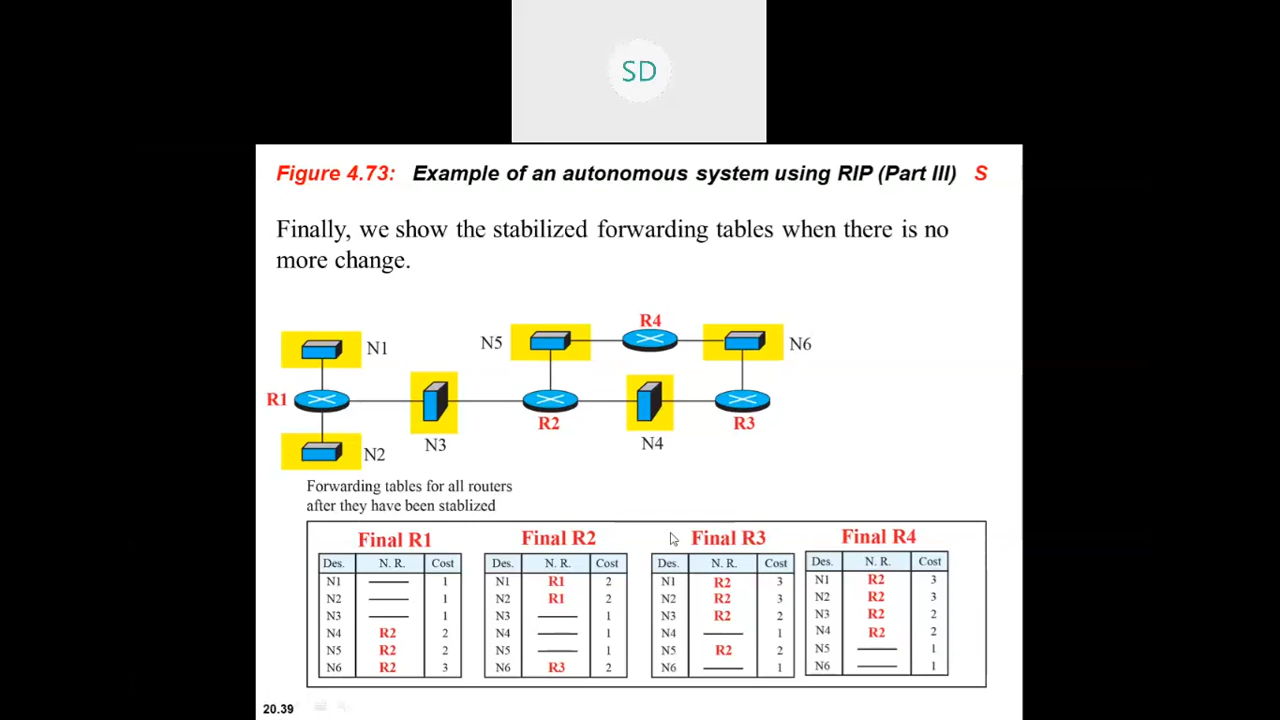 SD
Figure 4.73: Example of an autonomous system using RIP (Part III) S
Finally, we show the stabilized forwarding tables when there is no
more change.
R4
N5
N6
N1
R1
R2
R3
N3
N4
N2
Forwarding tables for all routers
after they have been stablized
Final R1
Des. N. R. Cost
N1 1
N2 1
N3 1
N4 R2 2
N5 R2 2
N6 R2 3
Final R2
Des. N. R. Cost
N1 R1 2
N2 R1 2
N3 1
N4 1
N5 1
N6 R3 2
Final R3
Des. N. R. Cost
N1 R2 3
N2 R2 3
N3 R2 2
N4 1
N5 R2 2
N6 1
Final R4
Des. N. R. Cost
N1 R2 3
N2 R2 3
N3 R2 2
N4 R2 2
N5 1
N6 1
20.39